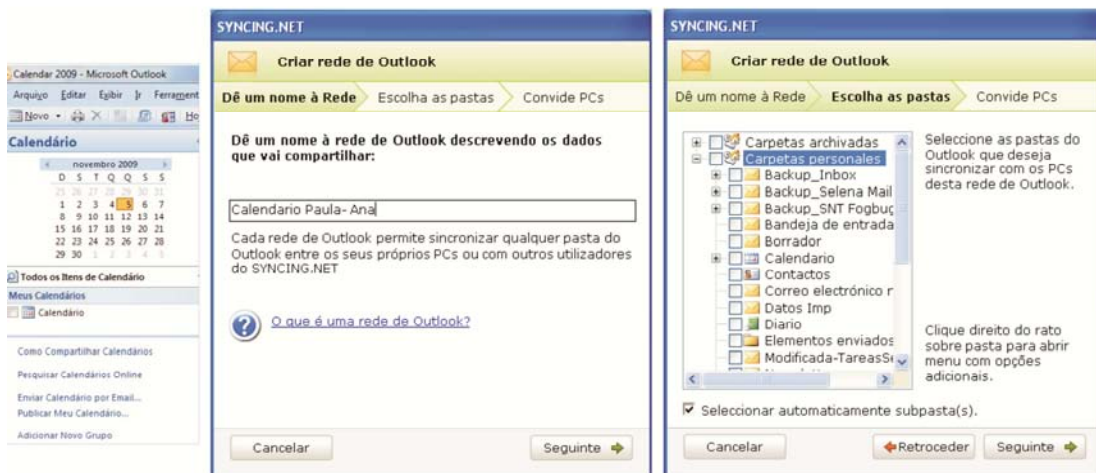 Calendar 2009 - Microsoft Outlook
Arquivo Editar Exibir Ir Ferrament
Novo
Calendário
novembro 2009
D S T Q Q S S
25 26 27 28 29 30 31
1 2 3 4 5 6 7
8 9 10 11 12 13 14
15 16 17 18 19 20 21
22 23 24 25 26 27 28
29 30 1 2 3 4 5
Todos os Itens de Calendário
Meus Calendários
Calendário
Como Compartilhar Calendários
Pesquisar Calendários Online
Enviar Calendário por Email...
Publicar Meu Calendário...
Adicionar Novo Grupo
SYNCING.NET
Criar rede de Outlook
Dê um nome à Rede Escolha as pastas Convide PCs
Dê um nome à rede de Outlook descrevendo os dados
que vai compartilhar:
Calendario Paula- Ana
Cada rede de Outlook permite sincronizar qualquer pasta do
Outlook entre os seus próprios PCs ou com outros utilizadores
do SYNCING.NET
O que é uma rede de Outlook?
Cancelar Seguinte
SYNCING.NET
Criar rede de Outlook
Dê um nome à Rede Escolha as pastas Convide PCs
Carpetas archivadas
Carpetas personales
Backup_Inbox
Backup_Selena Mail
Backup_SNT Fogbug
Bandeja de entrada
Borrador
Calendario
Contactos
Correo electrónico r
Datos Imp
Diario
Elementos enviados
Modificada-TareasSe
Seleccione as pastas do
Outlook que deseja
sincronizar com os PCs
desta rede de Outlook.
Clique direito do rato
sobre pasta para abrir
menu com opções
adicionais.
Seleccionar automaticamente subpasta(s).
Cancelar Retroceder Seguinte